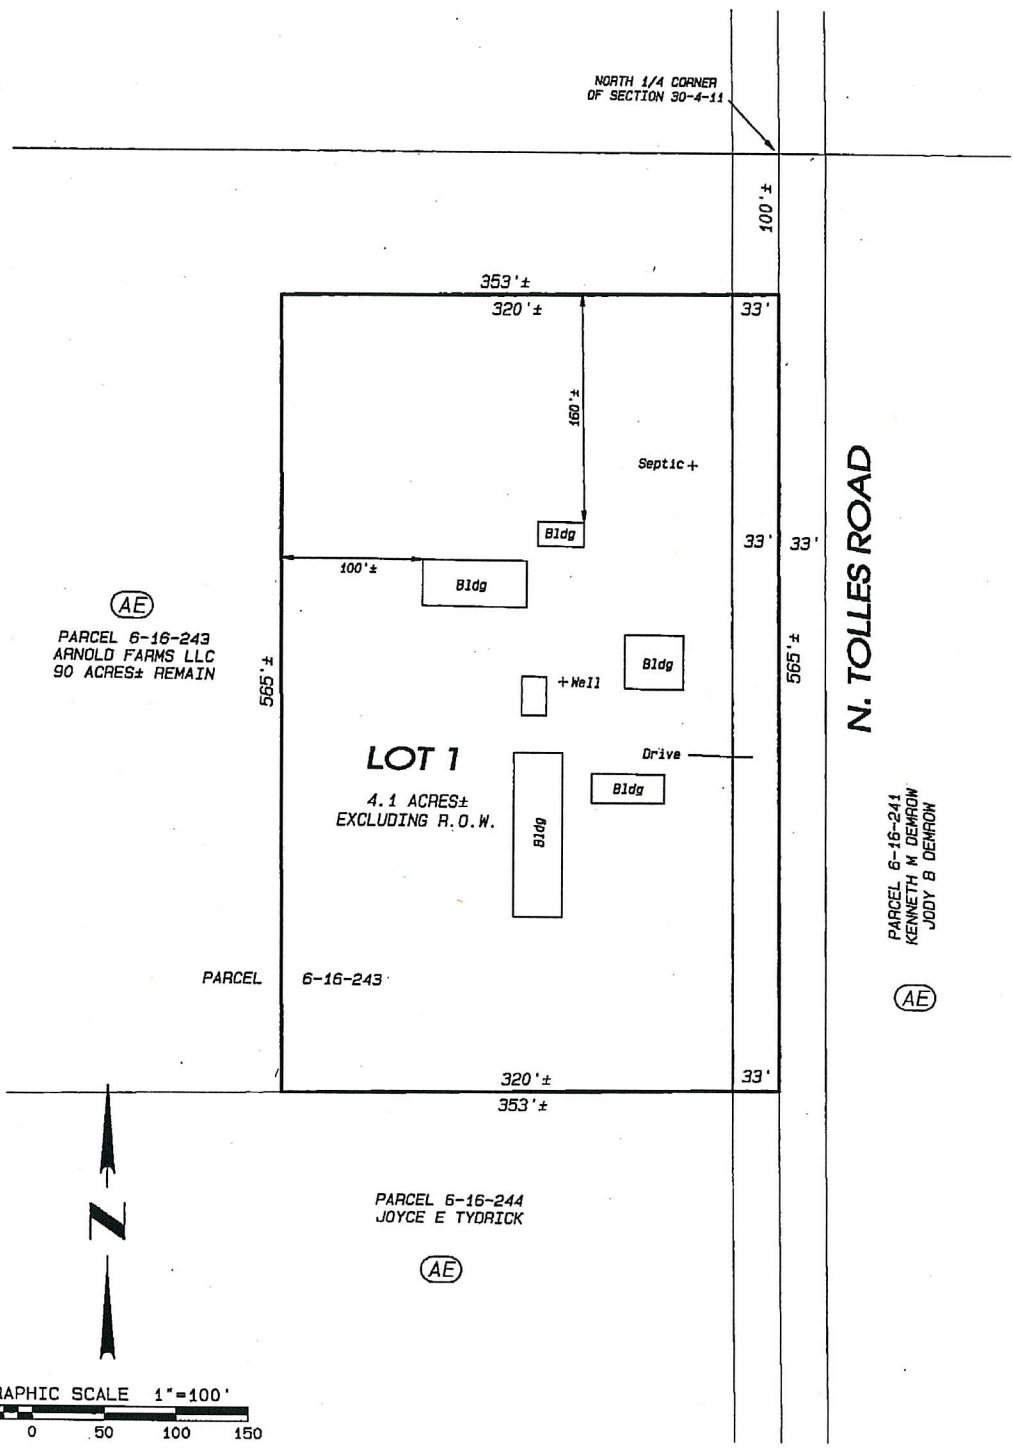 NORTH 1/4 CORNER
OF SECTION 30-4-11
100'±
353'±
320'±
33'
160'±
Septic +
Bldg
33'
33'
100'±
Bldg
N. TOLLES ROAD
AE
PARCEL 6-16-243
ARNOLD FARMS LLC
90 ACRES± REMAIN
565'±
Bldg
565'±
+Well
LOT 1
Drive
4.1 ACRES±
EXCLUDING R.O.W.
Bldg
Bldg
PARCEL 6-16-241
KENNETH M DEMROW
JODY B DEMROW
AE
PARCEL 6-16-243
320'±
33'
353'±
N
PARCEL 6-16-244
JOYCE E TYDRICK
AE
RAPHIC SCALE 1"=100'
0 50 100 150